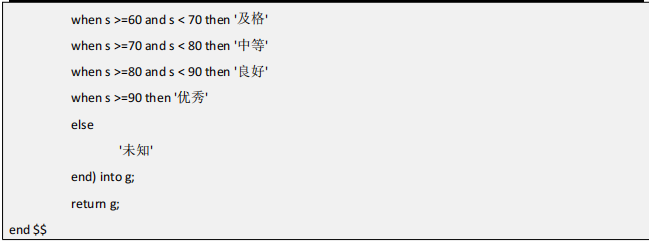 when s >=60 and s < 70 then '及格'
when s >=70 and s < 80 then '中等'
when s >=80 and s < 90 then '良好'
when s >=90 then '优秀'
else
'未知'
end) into g;
return g;
end $$